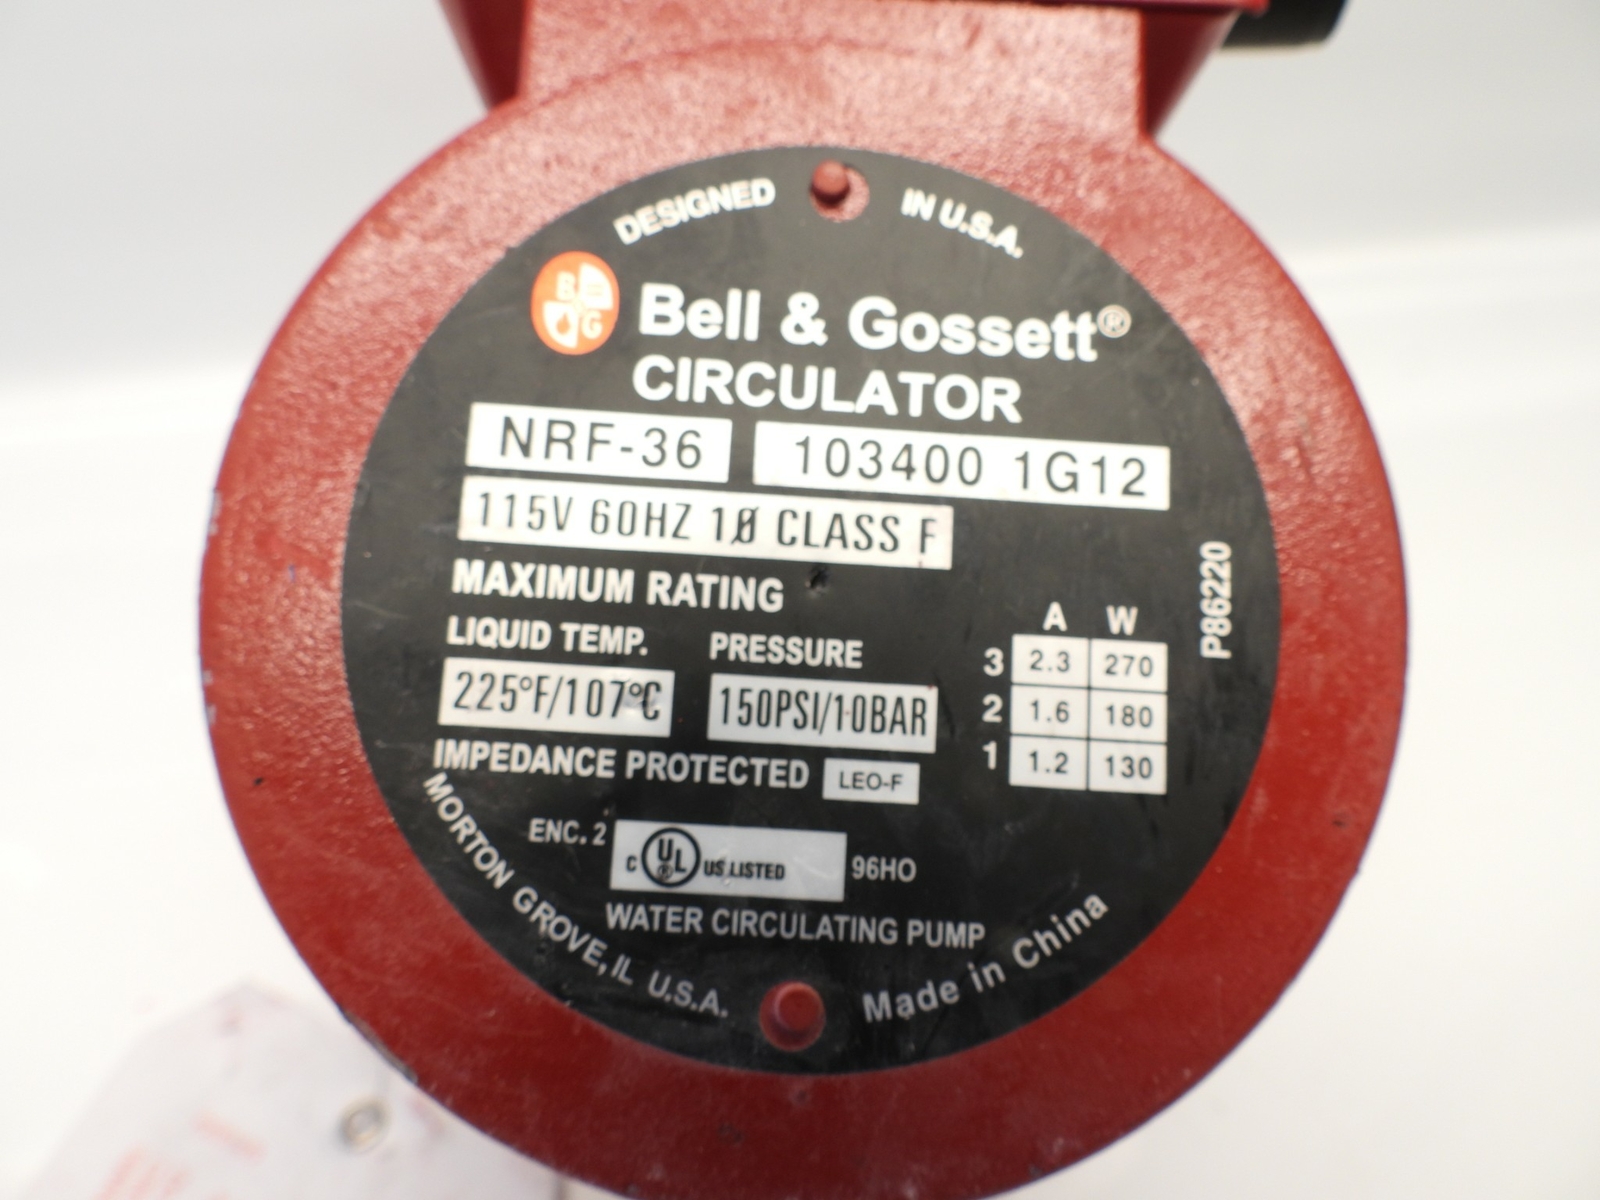 DESIGNED IN U.S.A.
B G
Bell & Gossett®
CIRCULATOR
NRF-36 103400 1G12
115V 60HZ 1Ø CLASS F
MAXIMUM RATING
LIQUID TEMP. PRESSURE
225°F/107°C 150PSI/10BAR
A W
3 2.3 270
2 1.6 180
1 1.2 130
P86220
IMPEDANCE PROTECTED LEO-F
ENC. 2 C UL® US LISTED 96HO
WATER CIRCULATING PUMP
MORTON GROVE, IL U.S.A.
Made in China